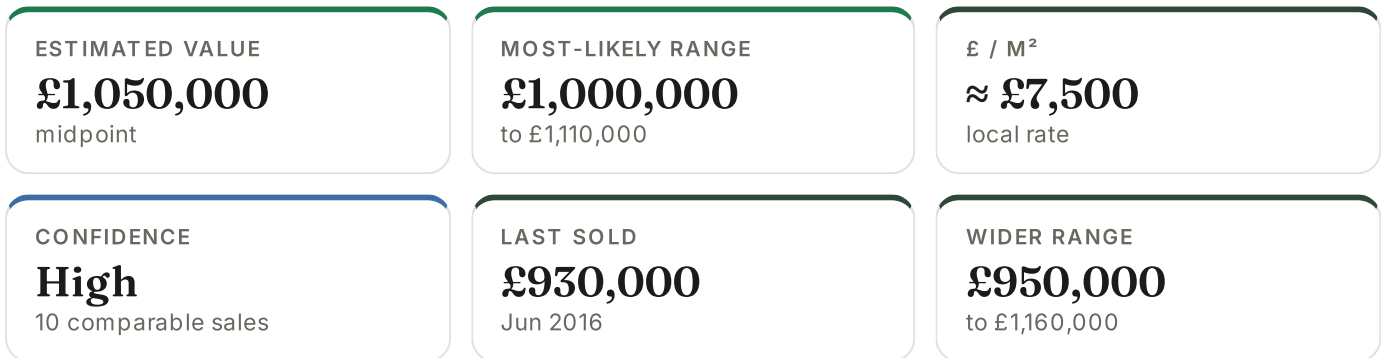 ESTIMATED VALUE
£1,050,000
midpoint
MOST-LIKELY RANGE
£1,000,000
to £1,110,000
£ / M²
≈ £7,500
local rate
CONFIDENCE
High
10 comparable sales
LAST SOLD
£930,000
Jun 2016
WIDER RANGE
£950,000
to £1,160,000